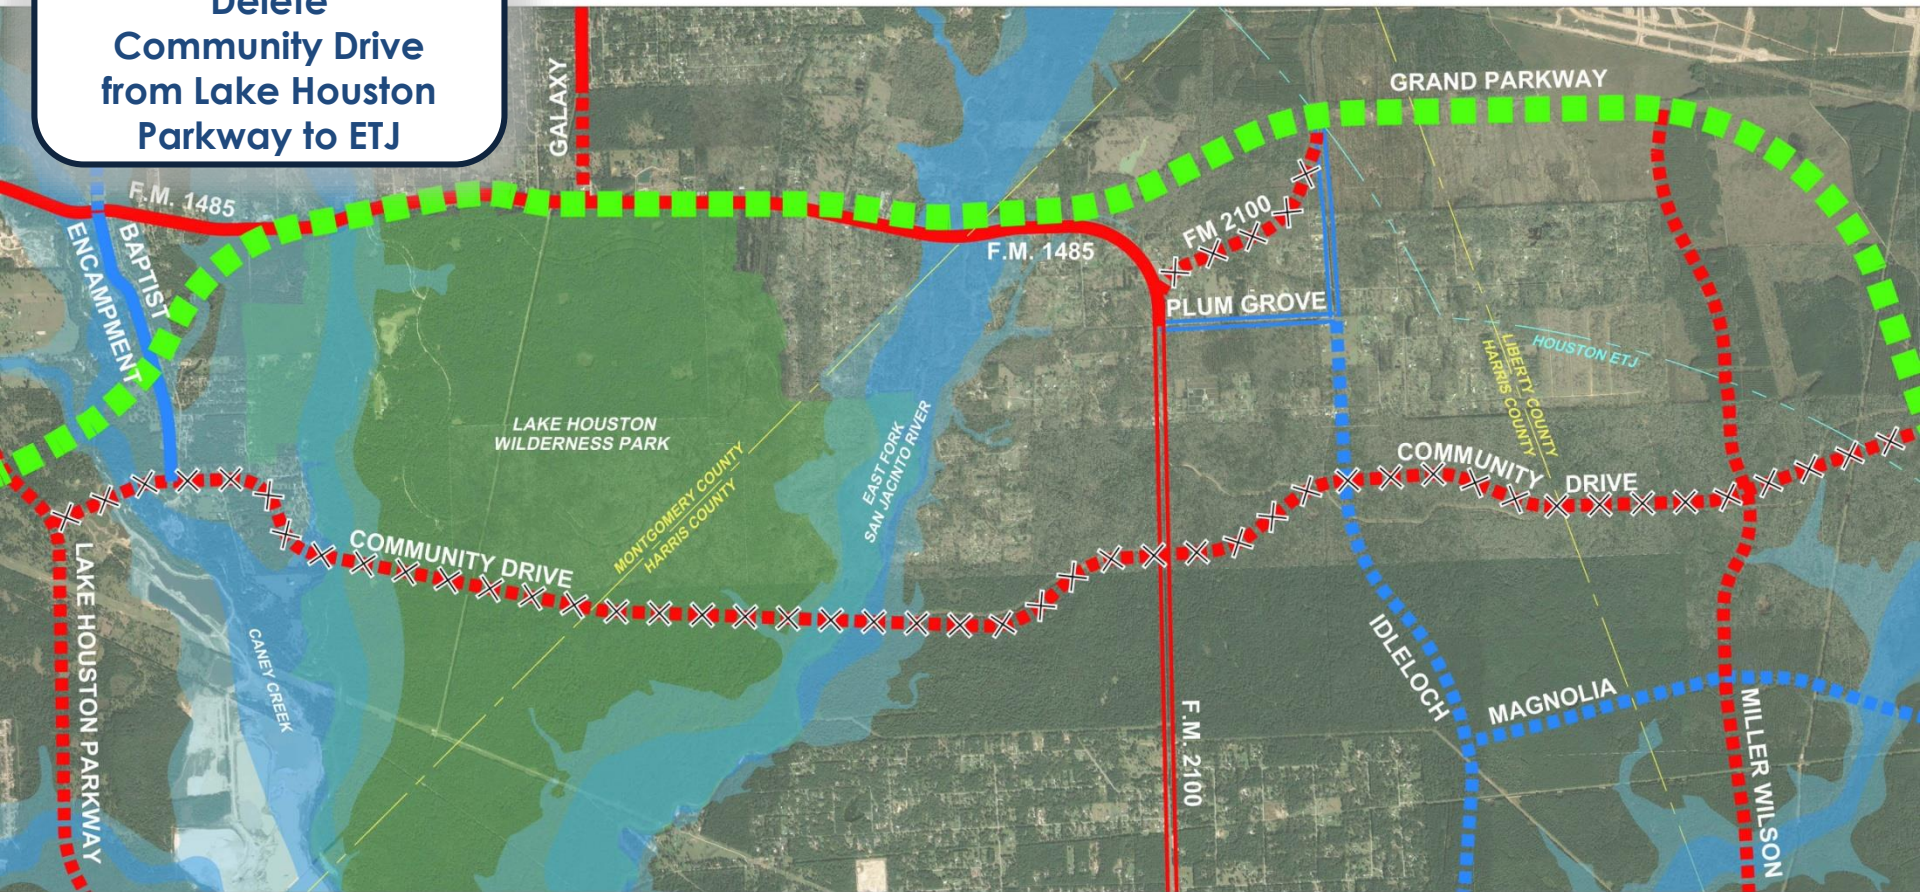 Delete
Community Drive
from Lake Houston
Parkway to ETJ
GALAXY
GRAND PARKWAY
F.M. 1485
BAPTIST
ENCAMPMENT
FM 2100
F.M. 1485
PLUM GROVE
HOUSTON ETJ
LIBERTY COUNTY
HARRIS COUNTY
LAKE HOUSTON
WILDERNESS PARK
EAST FORK
SAN JACINTO RIVER
MONTGOMERY COUNTY
HARRIS COUNTY
COMMUNITY DRIVE
COMMUNITY DRIVE
LAKE HOUSTON PARKWAY
CANEY CREEK
IDLELOCH
MAGNOLIA
F.M. 2100
MILLER WILSON